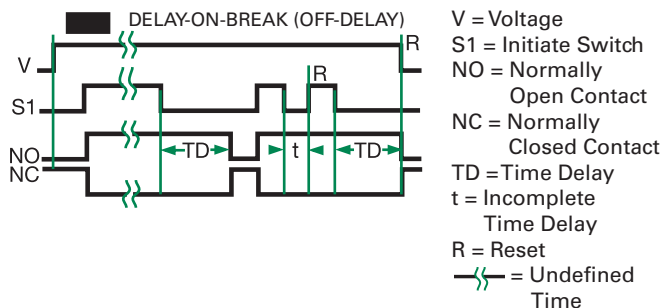 DELAY-ON-BREAK (OFF-DELAY)
R
V
R
S1
TD
t
TD
NO
NC
V = Voltage
S1 = Initiate Switch
NO = Normally
Open Contact
NC = Normally
Closed Contact
TD = Time Delay
t = Incomplete
Time Delay
R = Reset
= Undefined
Time